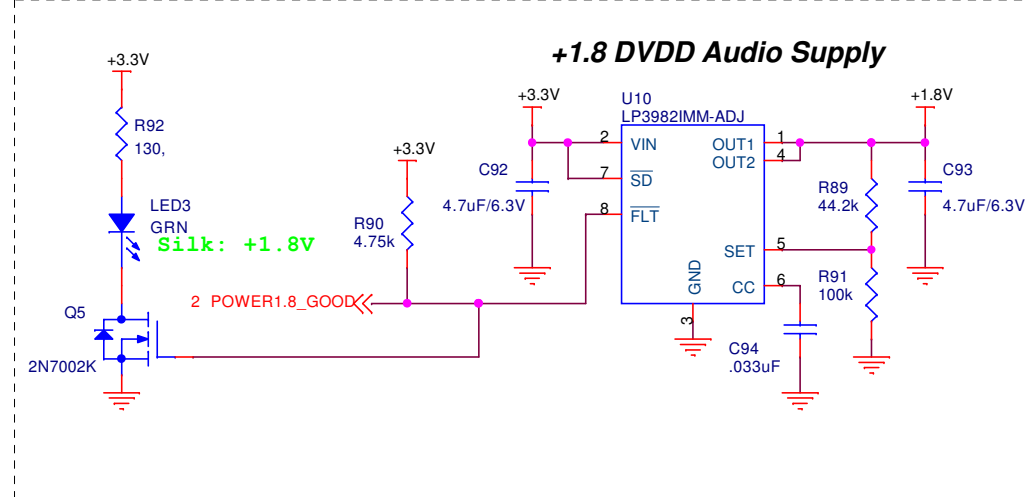 +1.8 DVDD Audio Supply
+3.3V
R92
130,
LED3
GRN
Silk: +1.8V
Q5
2N7002K
2 POWER1.8_GOOD
+3.3V
R90
4.75k
+3.3V
C92
4.7uF/6.3V
U10
LP3982IMM-ADJ
2 VIN
7 SD
8 FLT
OUT1 1
OUT2 4
SET 5
CC 6
GND
3
C94
.033uF
R89
44.2k
R91
100k
+1.8V
C93
4.7uF/6.3V